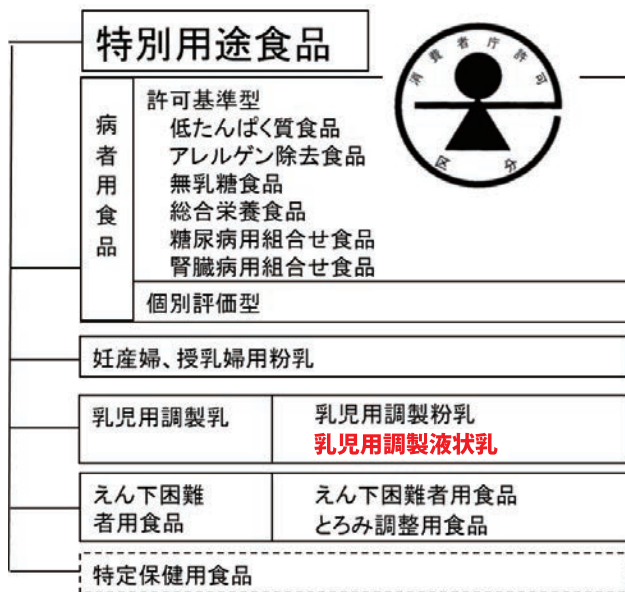 特別用途食品
消費者庁許可
区分
病者用食品
許可基準型
低たんぱく質食品
アレルゲン除去食品
無乳糖食品
総合栄養食品
糖尿病用組合せ食品
腎臓病用組合せ食品
個別評価型
妊産婦、授乳婦用粉乳
乳児用調製乳
乳児用調製粉乳
乳児用調製液状乳
えん下困難
者用食品
えん下困難者用食品
とろみ調整用食品
特定保健用食品